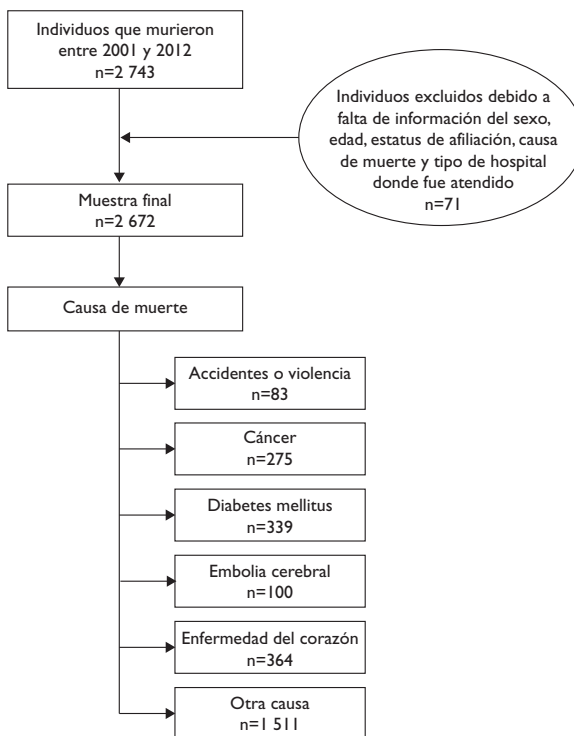 Individuos que murieron
entre 2001 y 2012
n=2 743
Individuos excluidos debido a
falta de información del sexo,
edad, estatus de afiliación, causa
de muerte y tipo de hospital
donde fue atendido
n=71
Muestra final
n=2 672
Causa de muerte
Accidentes o violencia
n=83
Cáncer
n=275
Diabetes mellitus
n=339
Embolia cerebral
n=100
Enfermedad del corazón
n=364
Otra causa
n=1 511